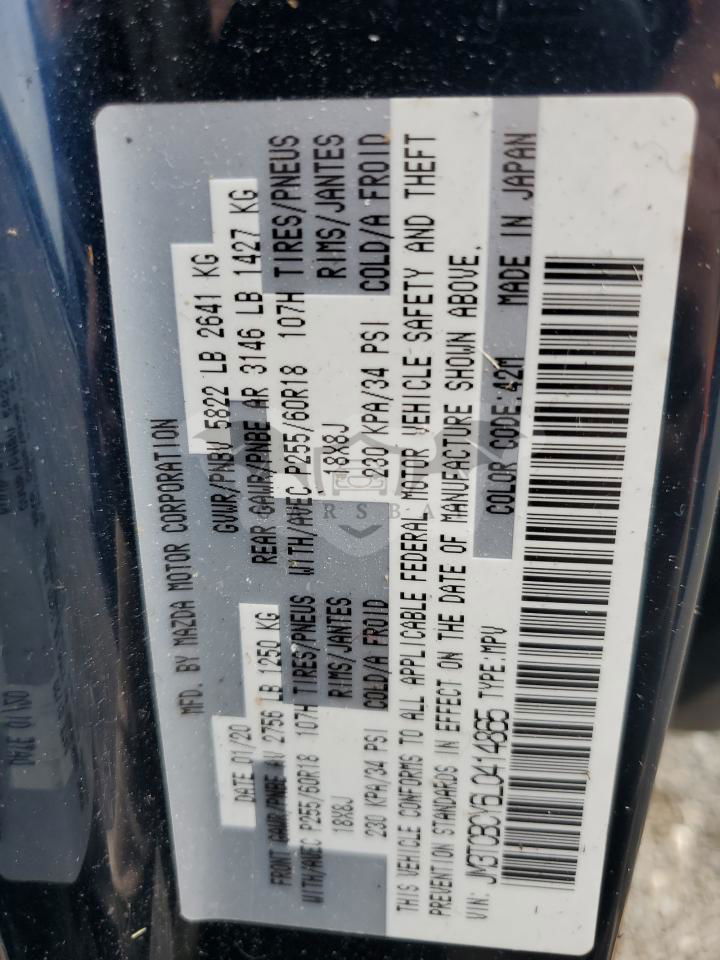 MFD. BY MAZDA MOTOR CORPORATION
DATE 01/20 GVWR/PNBV 5822 LB 2641 KG
FRONT GAWR/PNBE AV 2756 LB 1250 KG REAR GAWR/PNBE AR 3146 LB 1427 KG
WITH/AVEC P255/60R18 107H TIRES/PNEUS WITH/AVEC P255/60R18 107H TIRES/PNEUS
18X8J RIMS/JANTES 18X8J RIMS/JANTES
230 KPA/34 PSI COLD/A FROID 230 KPA/34 PSI COLD/A FROID
THIS VEHICLE CONFORMS TO ALL APPLICABLE FEDERAL MOTOR VEHICLE SAFETY AND THEFT
PREVENTION STANDARDS IN EFFECT ON THE DATE OF MANUFACTURE SHOWN ABOVE.
VIN: JM3TCBCY6L0414865 TYPE:MPV COLOR CODE:42M MADE IN JAPAN
RSBA